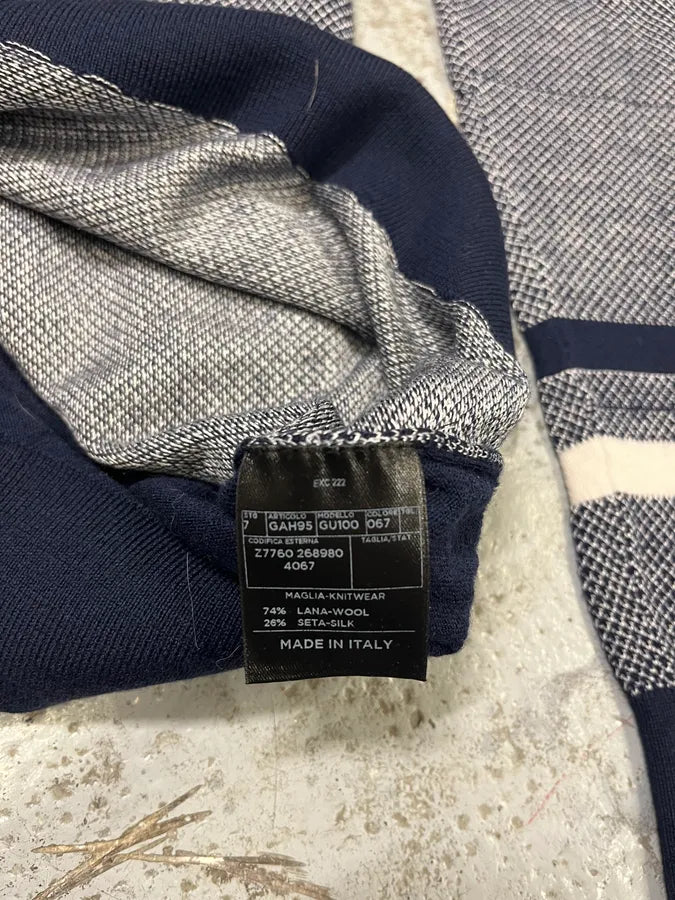 EXC 222
STG ARTICOLO MODELLO COLORE TGL
7 GAH95 GU100 067
CODIFICA ESTERNA TAGLIA/STAT
Z7760 268980
4067
MAGLIA-KNITWEAR
74% LANA-WOOL
26% SETA-SILK
MADE IN ITALY